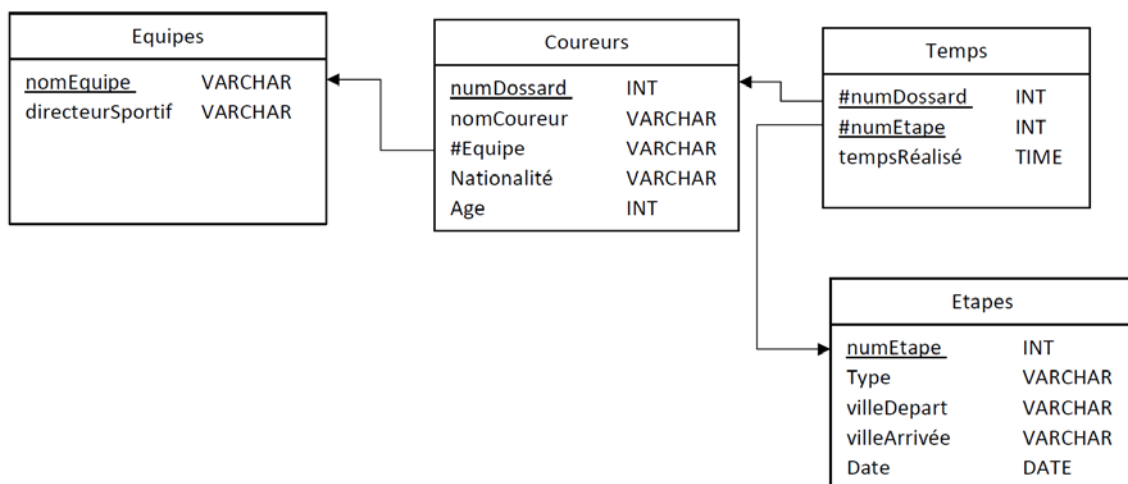 Equipes
nomEquipe VARCHAR
directeurSportif VARCHAR
Coureurs
numDossard INT
nomCoureur VARCHAR
#Equipe VARCHAR
Nationalité VARCHAR
Age INT
Temps
#numDossard INT
#numEtape INT
tempsRéalisé TIME
Etapes
numEtape INT
Type VARCHAR
villeDepart VARCHAR
villeArrivée VARCHAR
Date DATE